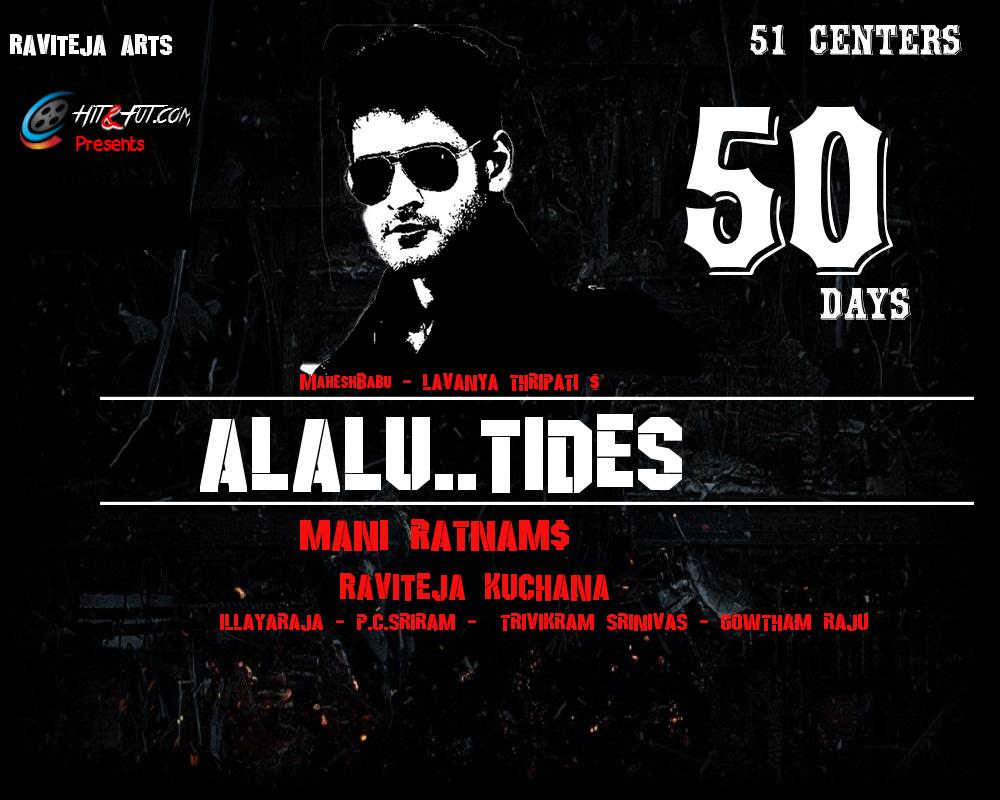 RAVITEJA ARTS
51 CENTERS
HIT&FUT.COM
Presents
50
DAYS
MAHESHBABU - LAVANYA THRIPATI $
ALALU..TIDES
MANI RATNAM$
RAVITEJA KUCHANA
ILLAYARAJA - P.C.SRIRAM - TRIVIKRAM SRINIVAS - GOWTHAM RAJU